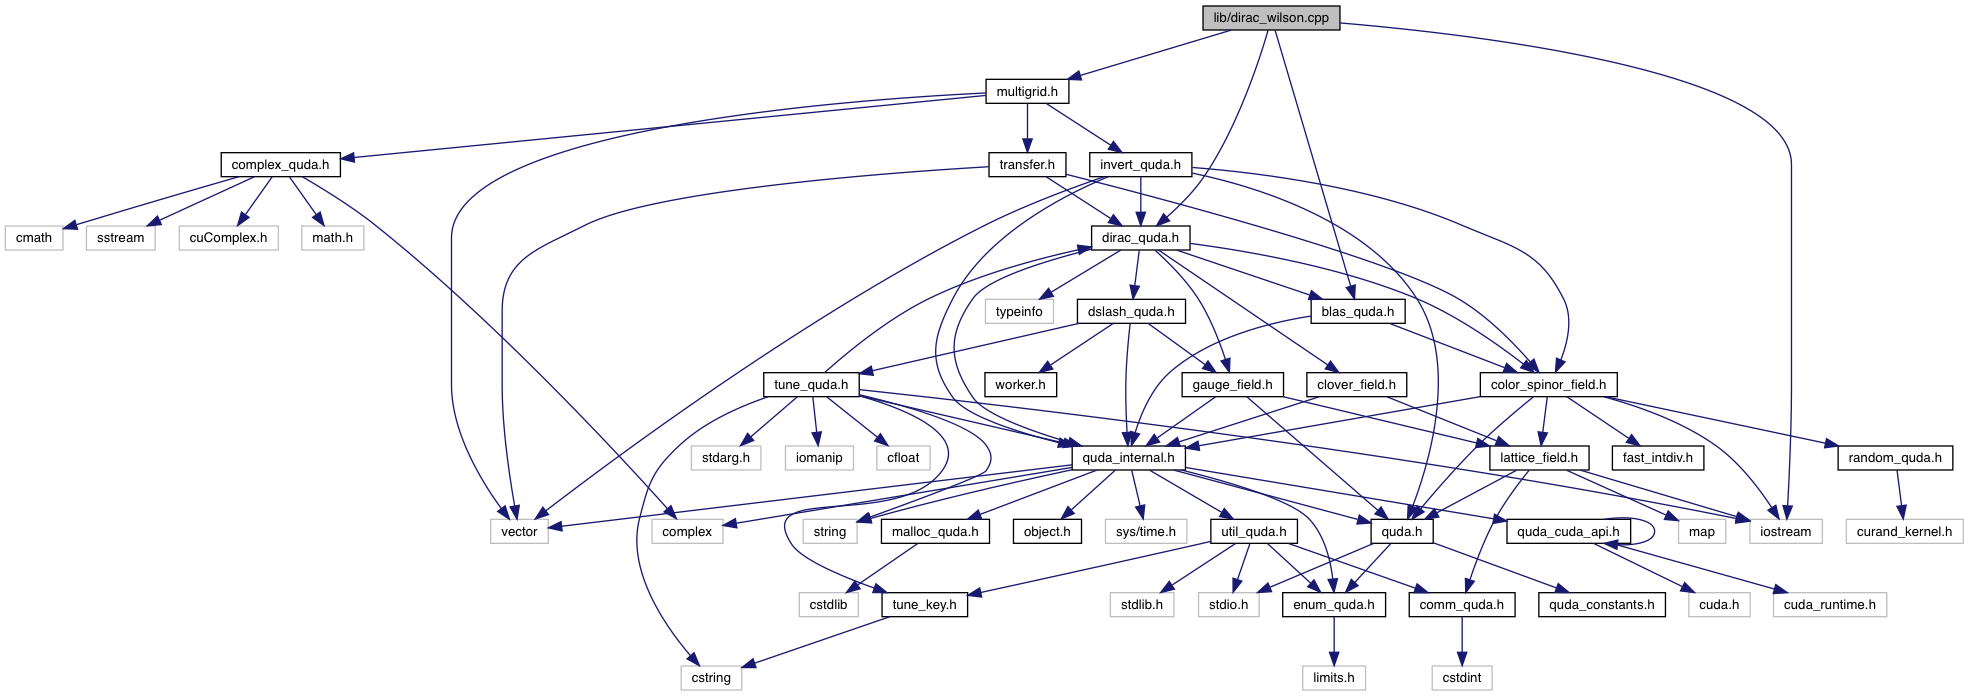 lib/dirac_wilson.cpp
multigrid.h
complex_quda.h
transfer.h
invert_quda.h
cmath
sstream
cuComplex.h
math.h
dirac_quda.h
typeinfo
dslash_quda.h
blas_quda.h
tune_quda.h
worker.h
gauge_field.h
clover_field.h
color_spinor_field.h
stdarg.h
iomanip
cfloat
quda_internal.h
lattice_field.h
fast_intdiv.h
random_quda.h
vector
complex
string
malloc_quda.h
object.h
sys/time.h
util_quda.h
quda.h
quda_cuda_api.h
map
iostream
curand_kernel.h
cstdlib
tune_key.h
stdlib.h
stdio.h
enum_quda.h
comm_quda.h
quda_constants.h
cuda.h
cuda_runtime.h
cstring
limits.h
cstdint